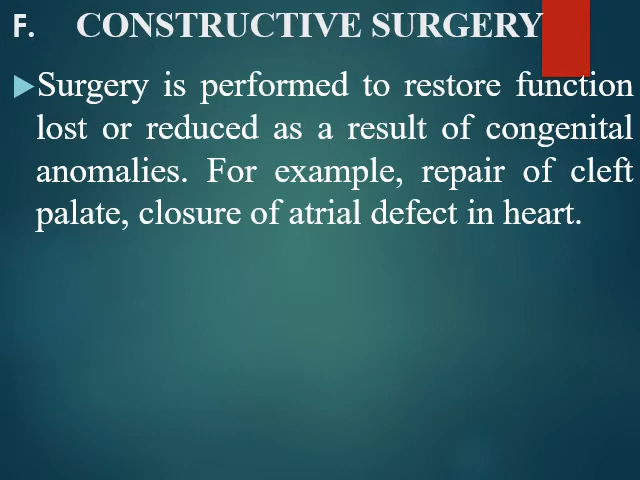 F. CONSTRUCTIVE SURGERY
Surgery is performed to restore function
lost or reduced as a result of congenital
anomalies. For example, repair of cleft
palate, closure of atrial defect in heart.